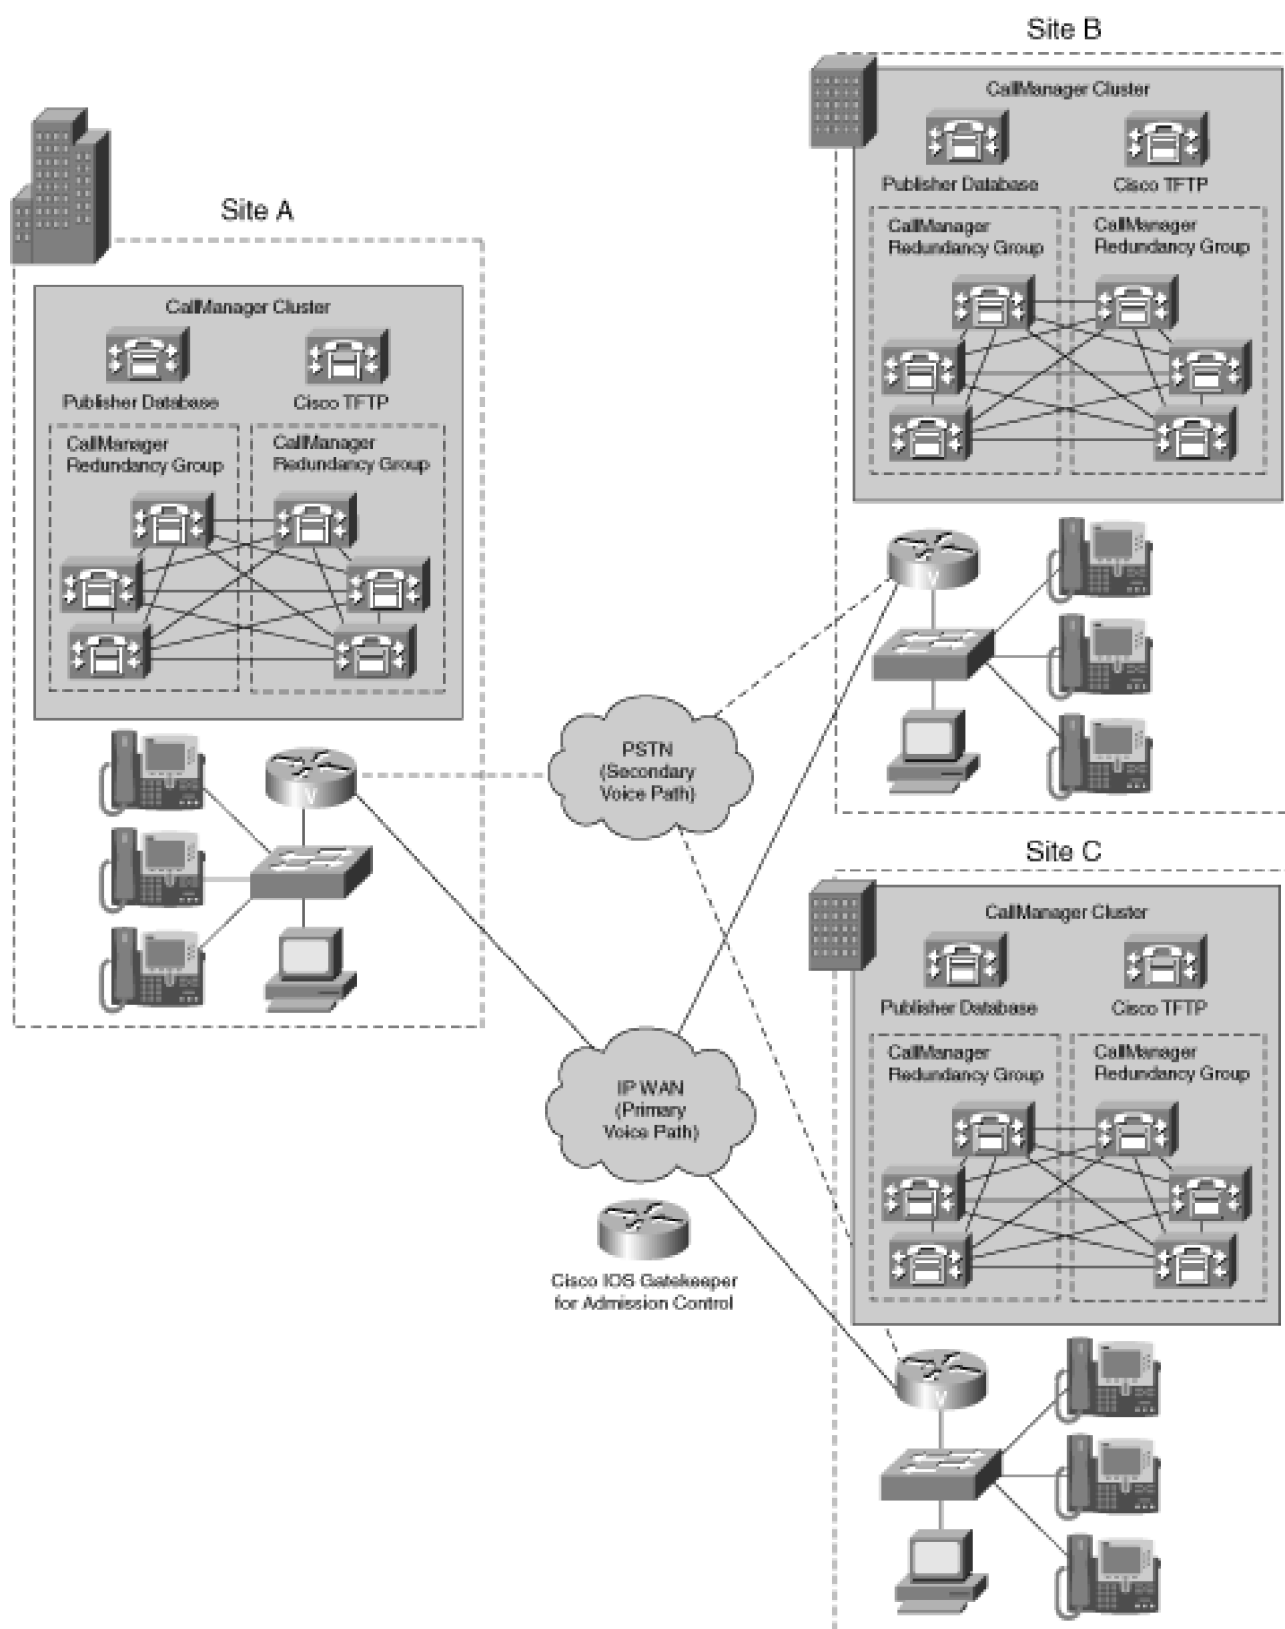 Site B
CallManager Cluster
Publisher Database
Cisco TFTP
CallManager
Redundancy Group
CallManager
Redundancy Group
V
Site A
CallManager Cluster
Publisher Database
Cisco TFTP
CallManager
Redundancy Group
CallManager
Redundancy Group
V
PSTN
(Secondary
Voice Path)
IP WAN
(Primary
Voice Path)
Cisco IOS Gatekeeper
for Admission Control
Site C
CallManager Cluster
Publisher Database
Cisco TFTP
CallManager
Redundancy Group
CallManager
Redundancy Group
V